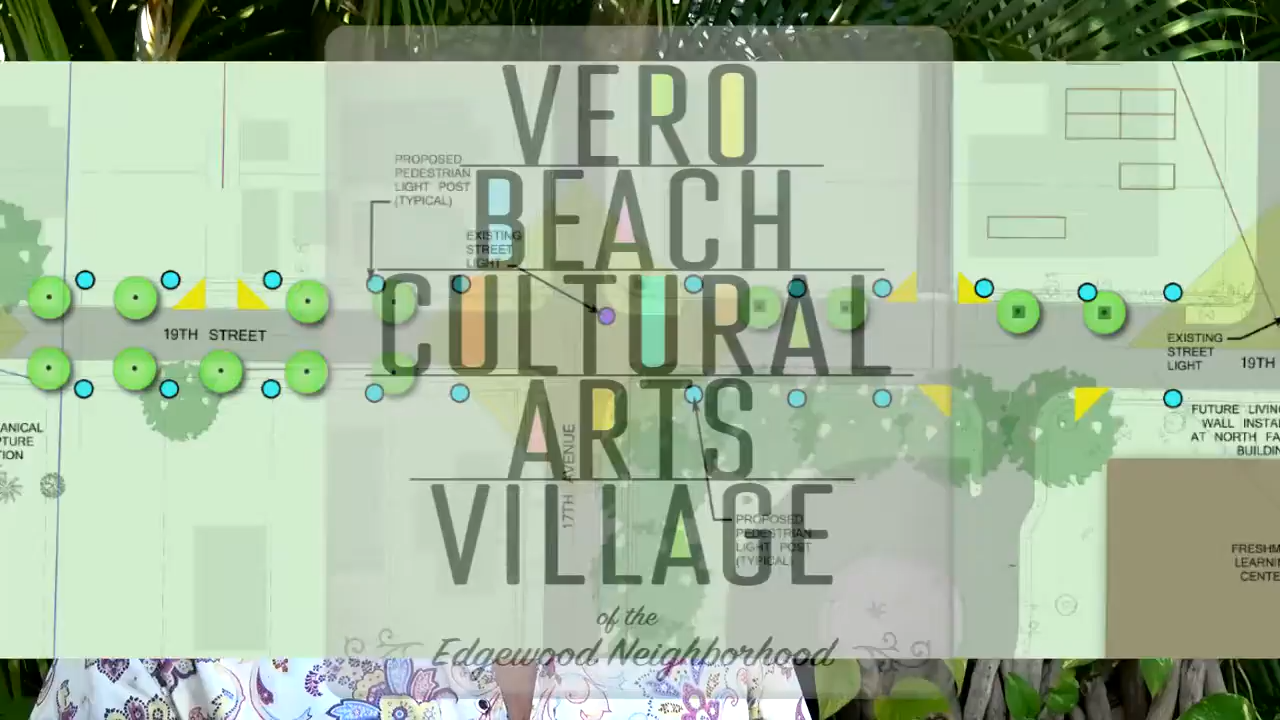 VERO
BEACH
CULTURAL
ARTS
VILLAGE
of the
Edgewood Neighborhood
PROPOSED
PEDESTRIAN
LIGHT POST
(TYPICAL)
EXISTING
STREET
LIGHT
19TH STREET
17TH AVENUE
PROPOSED
PEDESTRIAN
LIGHT POST
(TYPICAL)
EXISTING
STREET
LIGHT
19TH
FUTURE LIVIN
WALL INSTA
AT NORTH FA
BUILDIN
FRESHM
LEARNIN
CENTE
ANICAL
PTURE
TION